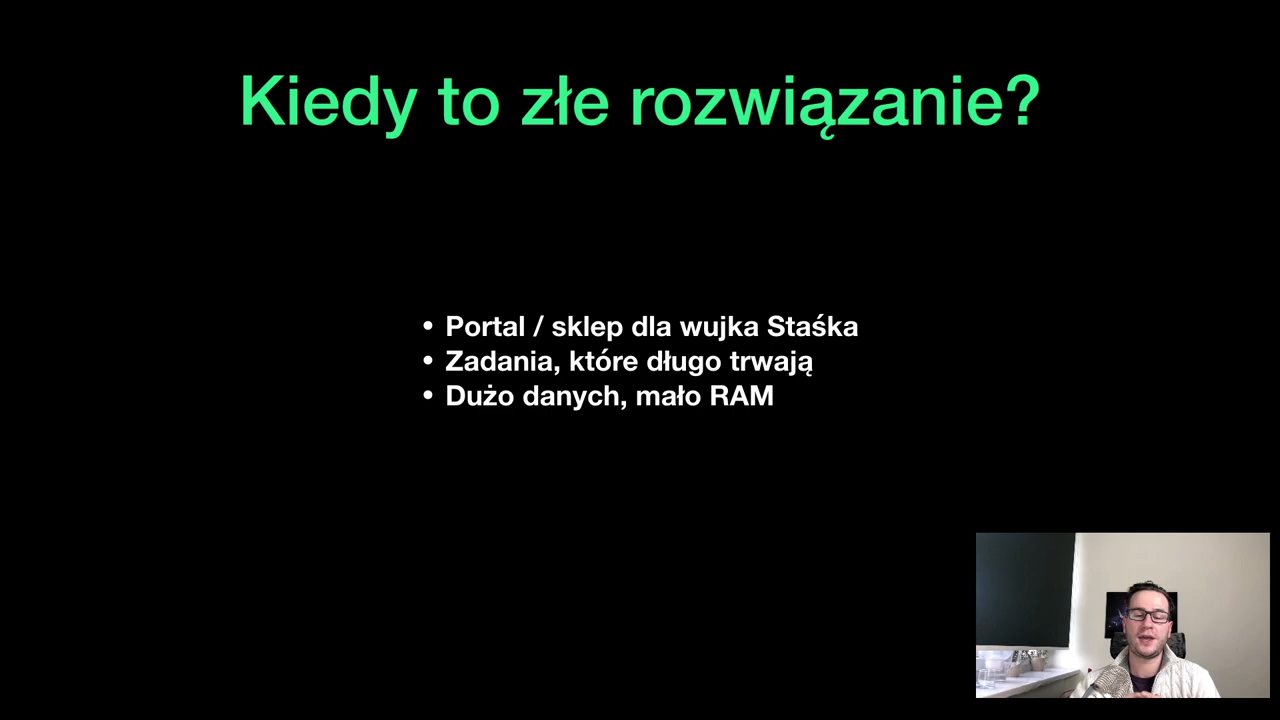 Kiedy to złe rozwiązanie?
• Portal / sklep dla wujka Staśka
• Zadania, które długo trwają
• Dużo danych, mało RAM